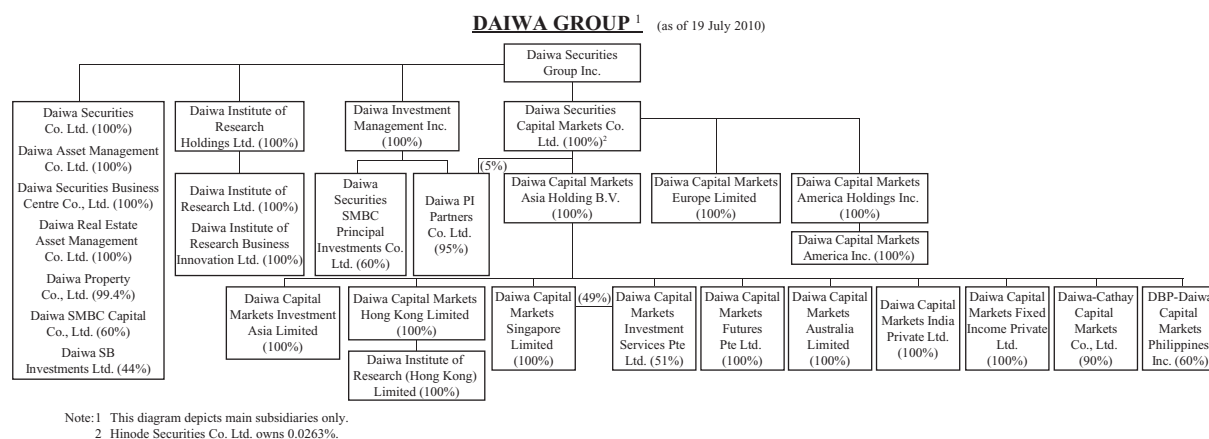 DAIWA GROUP 1 (as of 19 July 2010)
Daiwa Securities
Group Inc.
Daiwa Securities
Co. Ltd. (100%)
Daiwa Asset Management
Co. Ltd. (100%)
Daiwa Securities Business
Centre Co., Ltd. (100%)
Daiwa Real Estate
Asset Management
Co. Ltd. (100%)
Daiwa Property
Co., Ltd. (99.4%)
Daiwa SMBC Capital
Co., Ltd. (60%)
Daiwa SB
Investments Ltd. (44%)
Daiwa Institute of
Research
Holdings Ltd. (100%)
Daiwa Investment
Management Inc.
(100%)
Daiwa Securities
Capital Markets Co.
Ltd. (100%)2
(5%)
Daiwa Institute of
Research Ltd. (100%)
Daiwa Institute of
Research Business
Innovation Ltd. (100%)
Daiwa
Securities
SMBC
Principal
Investments Co.
Ltd. (60%)
Daiwa PI
Partners
Co. Ltd.
(95%)
Daiwa Capital Markets
Asia Holding B.V.
(100%)
Daiwa Capital Markets
Europe Limited
(100%)
Daiwa Capital Markets
America Holdings Inc.
(100%)
Daiwa Capital Markets
America Inc. (100%)
Daiwa Capital
Markets Investment
Asia Limited
(100%)
Daiwa Capital Markets
Hong Kong Limited
(100%)
Daiwa Institute of
Research (Hong Kong)
Limited (100%)
Daiwa Capital
Markets
Singapore
Limited
(100%)
(49%)
Daiwa Capital
Markets
Investment
Services Pte
Ltd. (51%)
Daiwa Capital
Markets
Futures
Pte Ltd.
(100%)
Daiwa Capital
Markets
Australia
Limited
(100%)
Daiwa Capital
Markets India
Private Ltd.
(100%)
Daiwa Capital
Markets Fixed
Income Private
Ltd.
(100%)
Daiwa-Cathay
Capital
Markets
Co., Ltd.
(90%)
DBP-Daiwa
Capital
Markets
Philippines
Inc. (60%)
Note:1 This diagram depicts main subsidiaries only.
2 Hinode Securities Co. Ltd. owns 0.0263%.